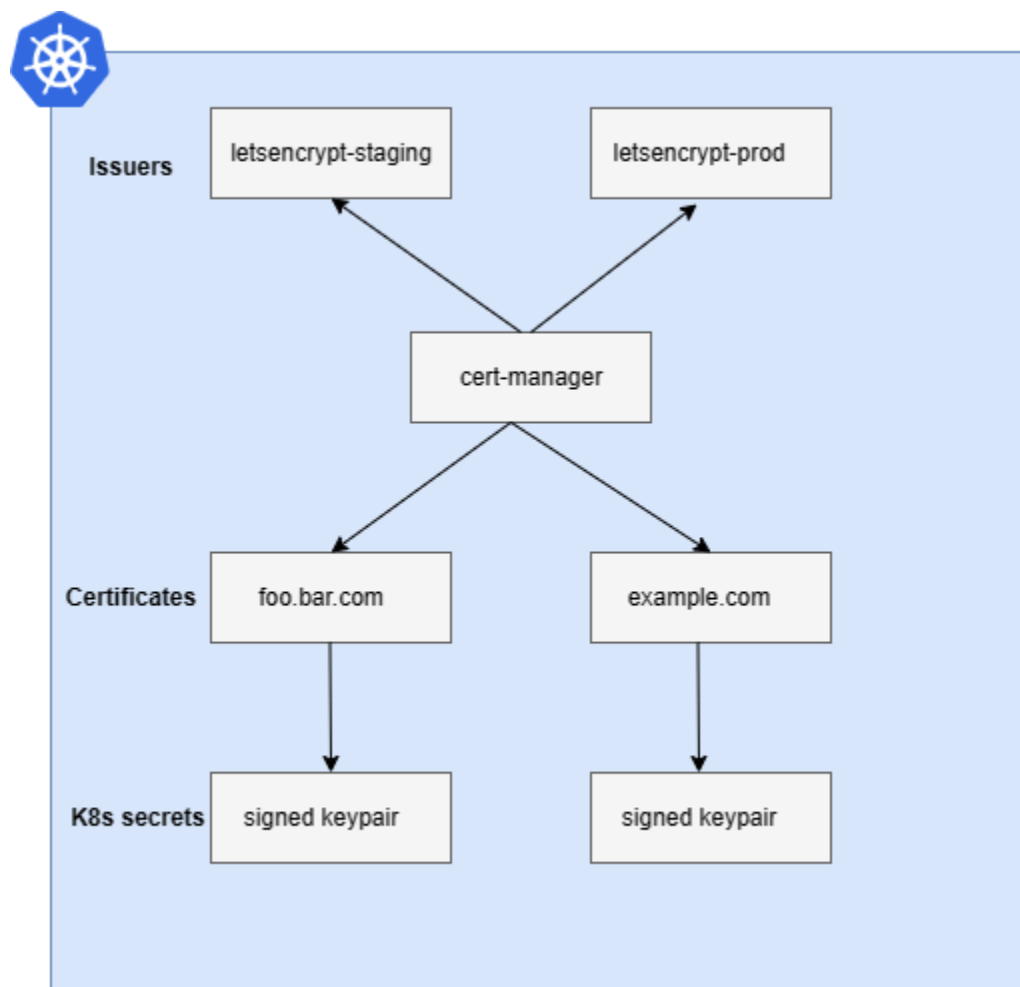 letsencrypt-staging
letsencrypt-prod
Issuers
cert-manager
Certificates
foo.bar.com
example.com
K8s secrets
signed keypair
signed keypair